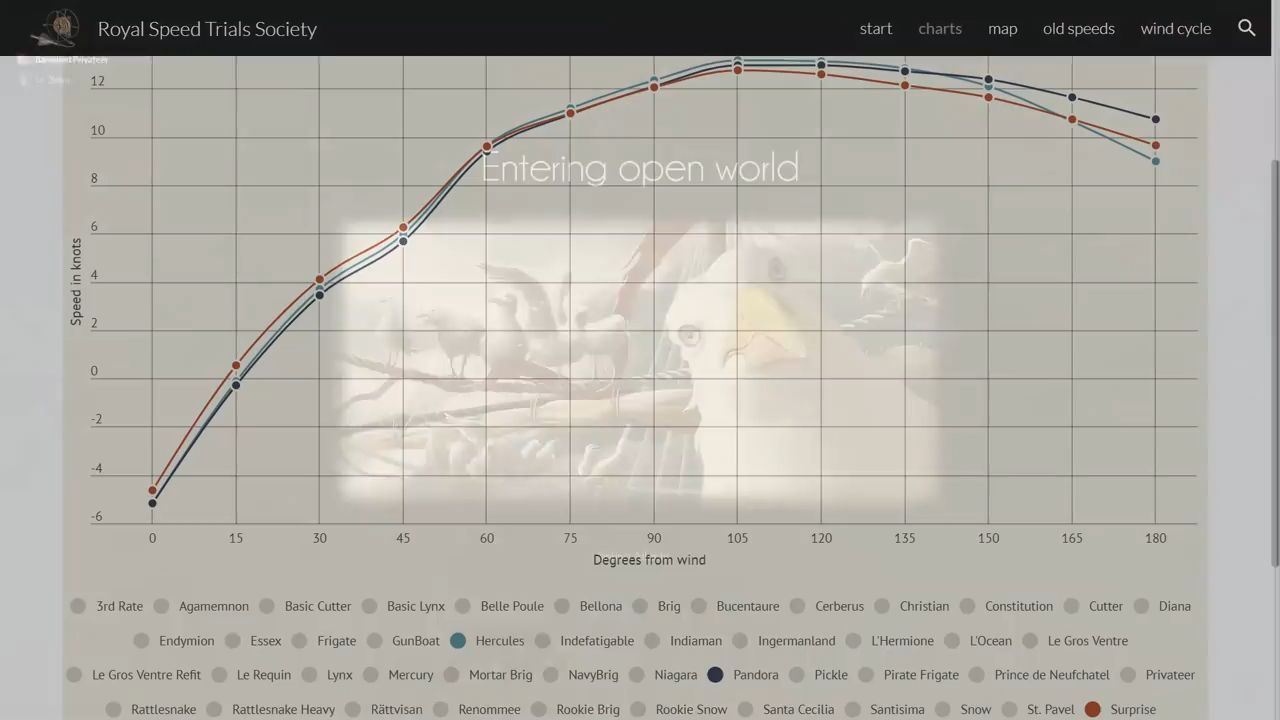 Royal Speed Trials Society
start charts map old speeds wind cycle
12
10
Entering open world
8
6
4
2
0
-2
-4
-6
Speed in knots
0 15 30 45 60 75 90 105 120 135 150 165 180
Degrees from wind
3rd Rate Agamemnon Basic Cutter Basic Lynx Belle Poule Bellona Brig Bucentaure Cerberus Christian Constitution Cutter Diana
Endymion Essex Frigate GunBoat Hercules Indefatigable Indiaman Ingermanland L'Hermione L'Ocean Le Gros Ventre
Le Gros Ventre Refit Le Requin Lynx Mercury Mortar Brig NavyBrig Niagara Pandora Pickle Pirate Frigate Prince de Neufchatel Privateer
Rattlesnake Rattlesnake Heavy Rättvisan Renommee Rookie Brig Rookie Snow Santa Cecilia Santisima Snow St. Pavel Surprise